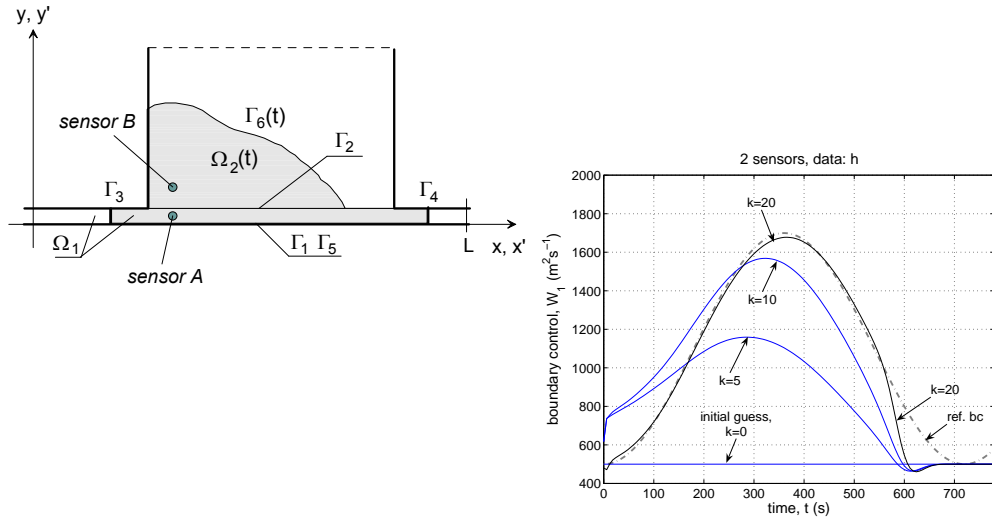 y, y'
sensor B
Γ6(t)
Ω2(t)
Γ2
Γ3
Γ4
Ω1
Γ1 Γ5
L
x, x'
sensor A
2 sensors, data: h
boundary control, W1 (m2s−1)
2000
1800
1600
1400
1200
1000
800
600
400
k=20
k=10
k=5
initial guess,
k=0
k=20
ref. bc
0
100
200
300
400
500
600
700
time, t (s)